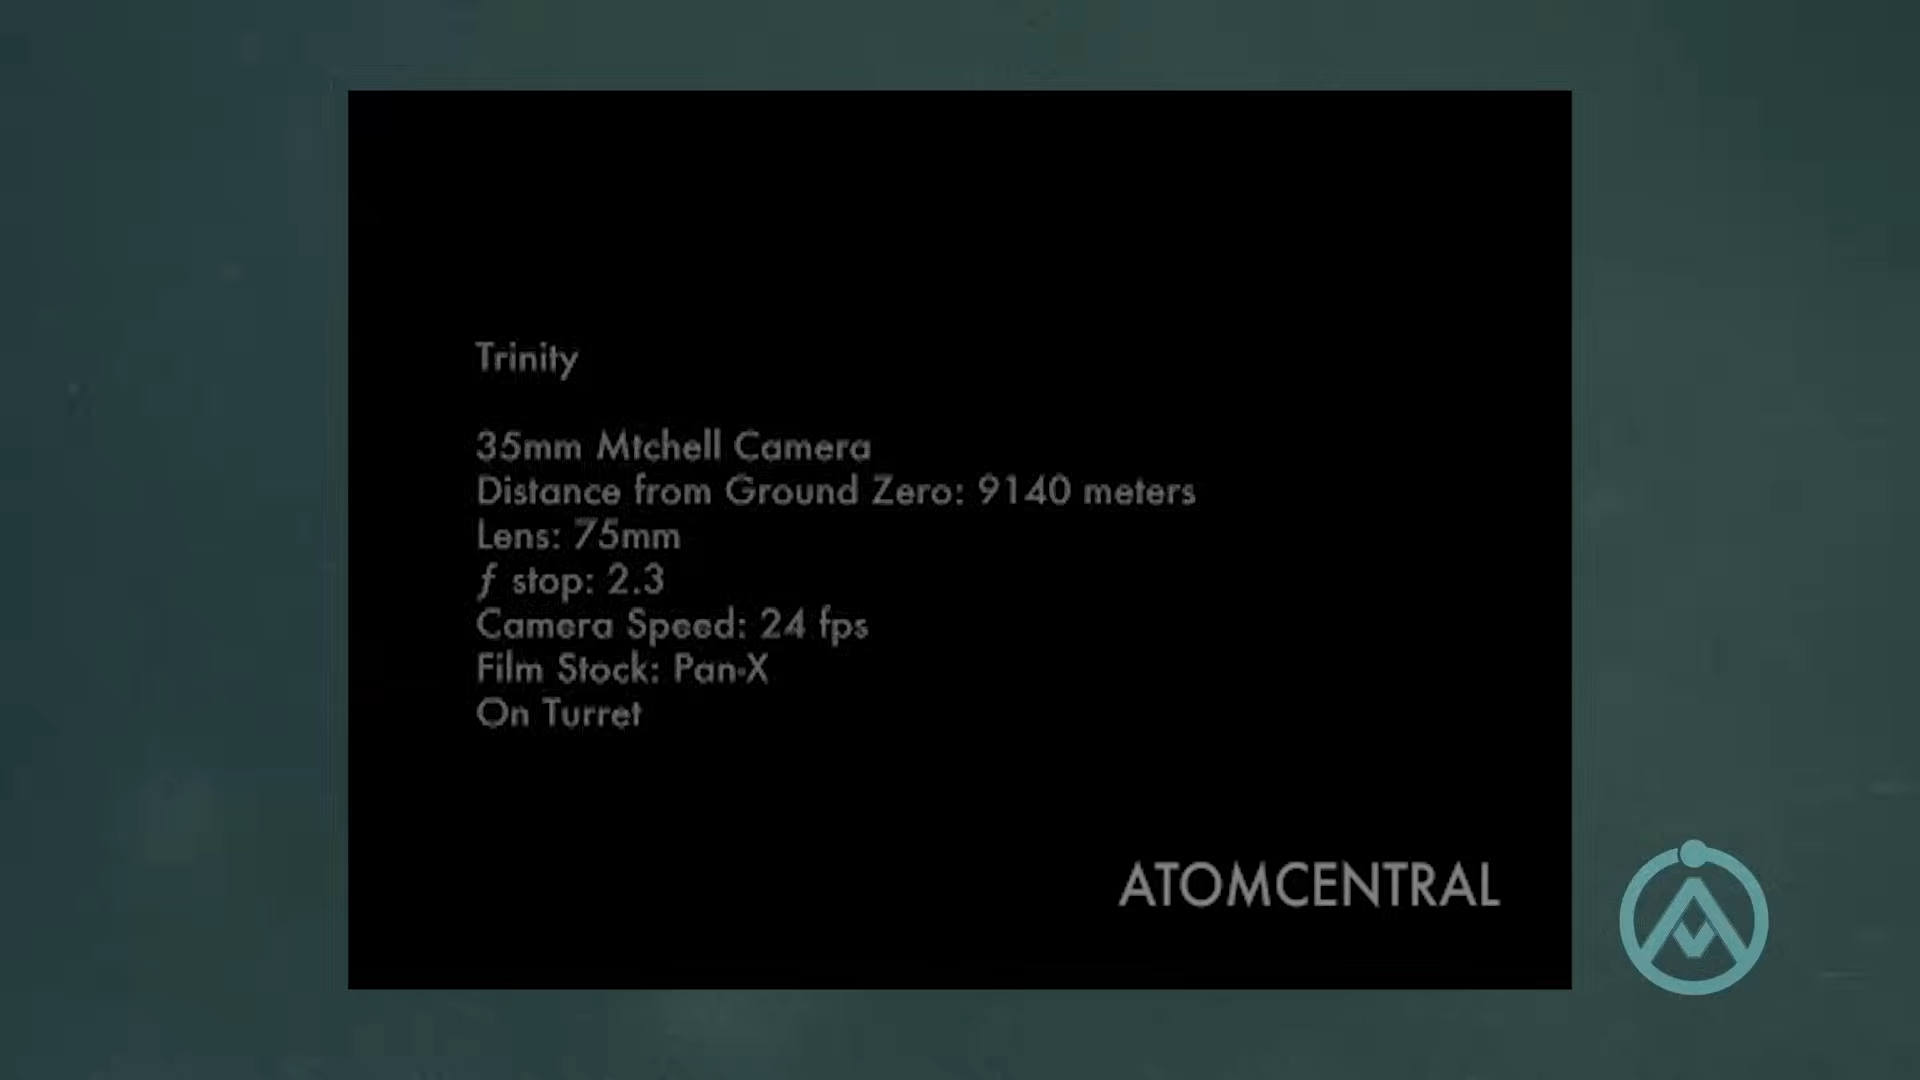 Trinity
35mm Mtchell Camera
Distance from Ground Zero: 9140 meters
Lens: 75mm
ƒ stop: 2.3
Camera Speed: 24 fps
Film Stock: Pan-X
On Turret
ATOMCENTRAL